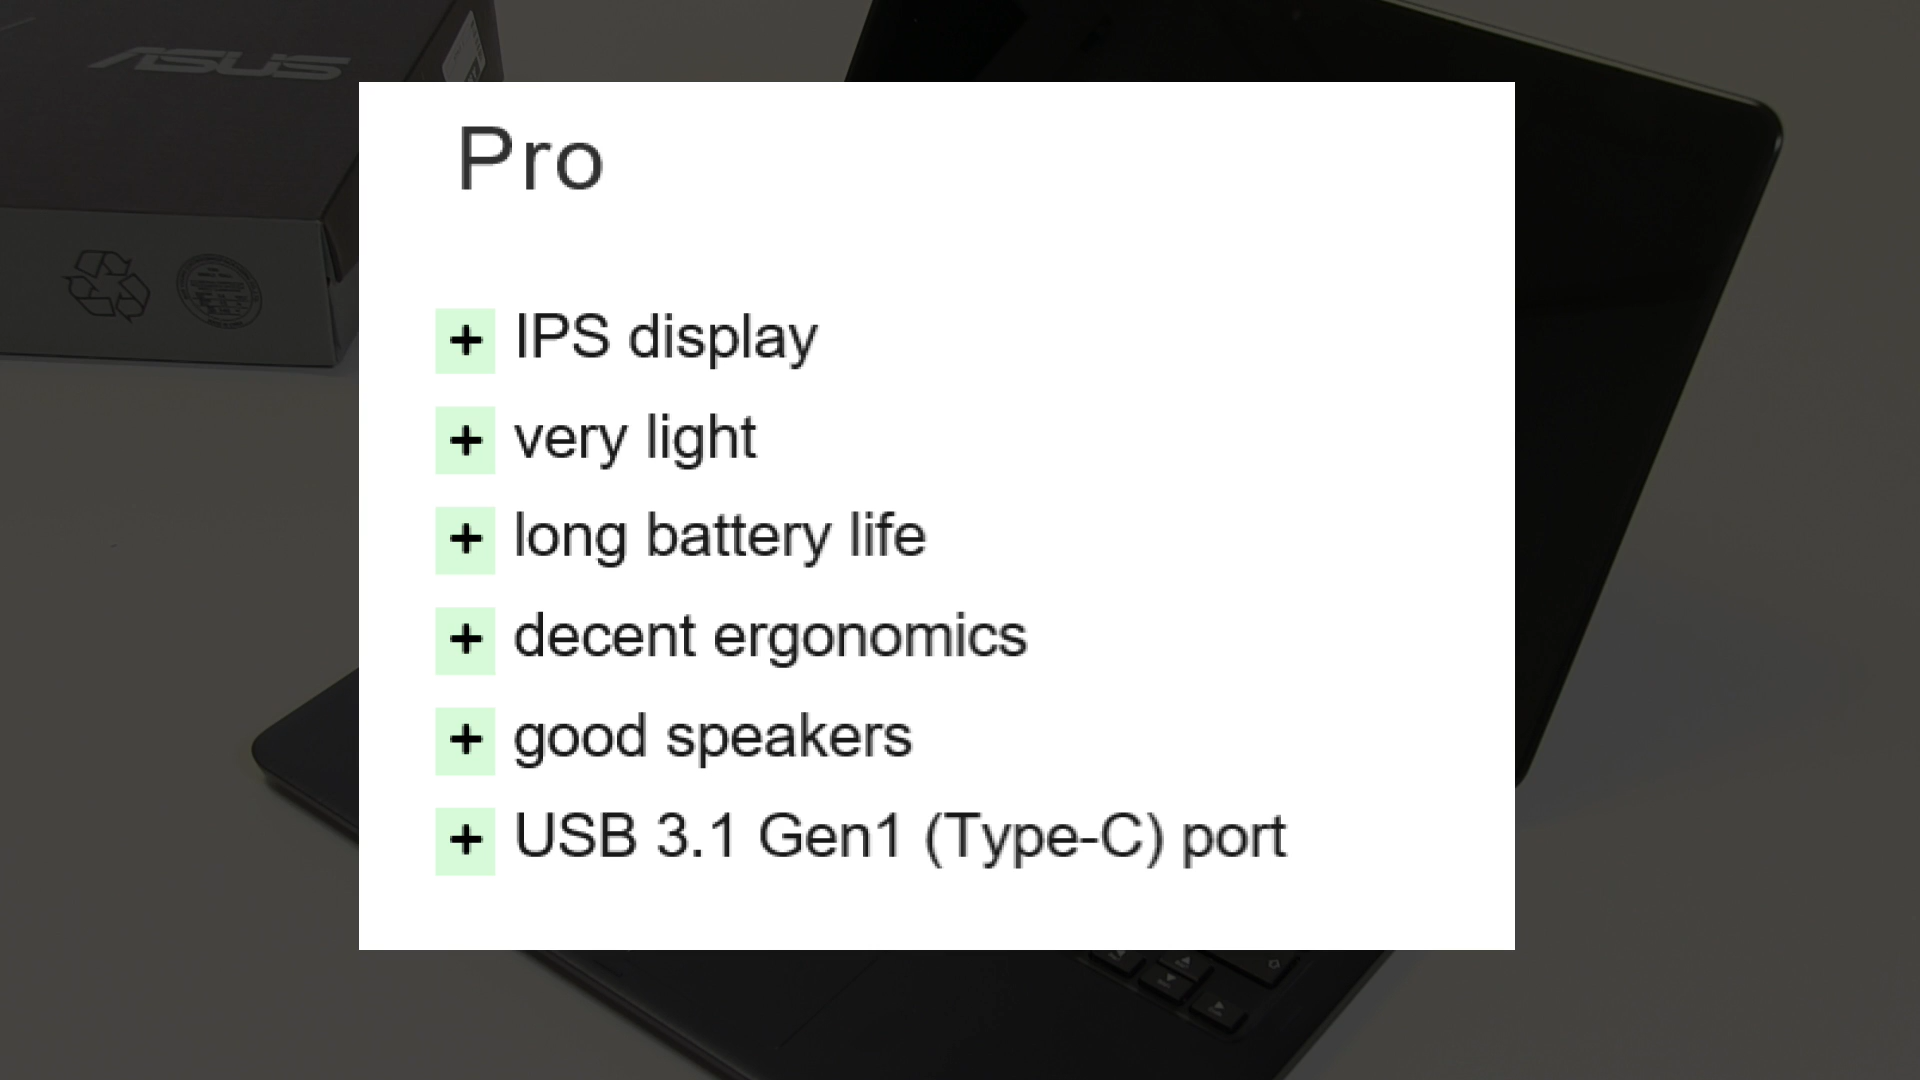 ASUS
Pro
+ IPS display
+ very light
+ long battery life
+ decent ergonomics
+ good speakers
+ USB 3.1 Gen1 (Type-C) port